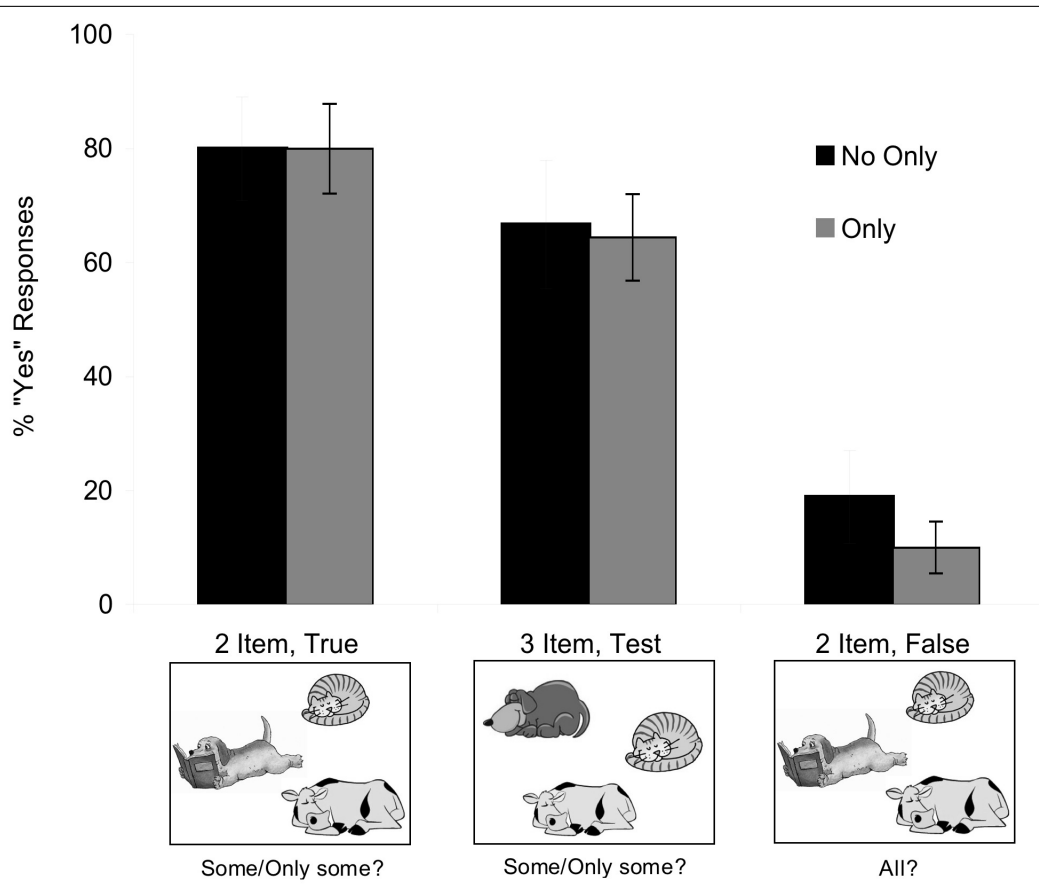 100
80
60
40
20
0
% "Yes" Responses
No Only
Only
2 Item, True
3 Item, Test
2 Item, False
Some/Only some?
Some/Only some?
All?